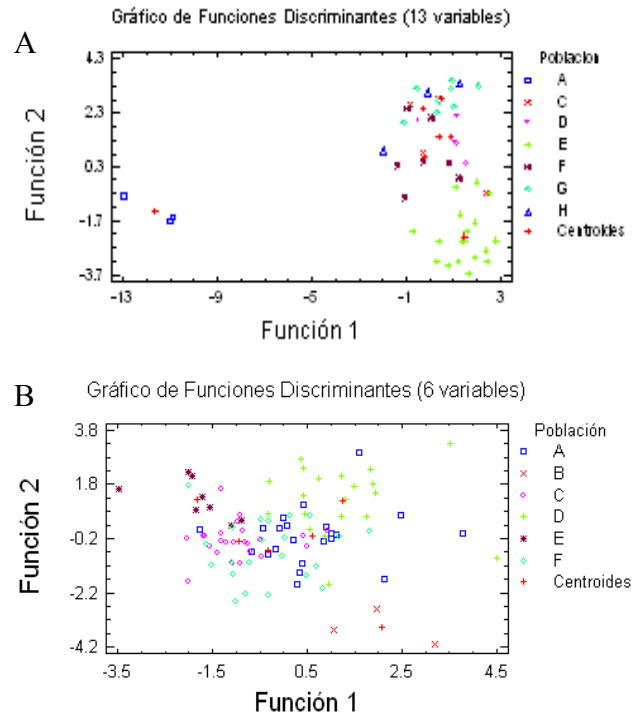 A
Gráfico de Funciones Discriminantes (13 variables)
Función 2
4.3
2.3
0.3
-1.7
-3.7
-13
-9
-5
-1
3
Función 1
Poblacion
A
C
D
E
F
G
H
Centroides
B
Gráfico de Funciones Discriminantes (6 variables)
Función 2
3.8
1.8
-0.2
-2.2
-4.2
-3.5
-1.5
0.5
2.5
4.5
Función 1
Población
A
B
C
D
E
F
Centroides